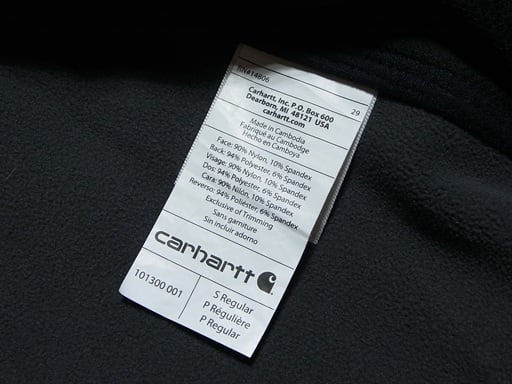 RN#14806
29
Carhartt, Inc. P.O. Box 600
Dearborn, MI 48121 USA
carhartt.com
Made in Cambodia
Fabriqué au Cambodge
Hecho en Camboya
Face: 90% Nylon, 10% Spandex
Back: 94% Polyester, 6% Spandex
Visage: 90% Nylon, 10% Spandex
Dos: 94% Polyester, 6% Spandex
Cara: 90% Nilón, 10% Spandex
Reverso: 94% Poliéster, 6% Spandex
Exclusive of Trimming
Sans garniture
Sin incluir adorno
carhartt
101300 001
S Regular
P Régulière
P Regular